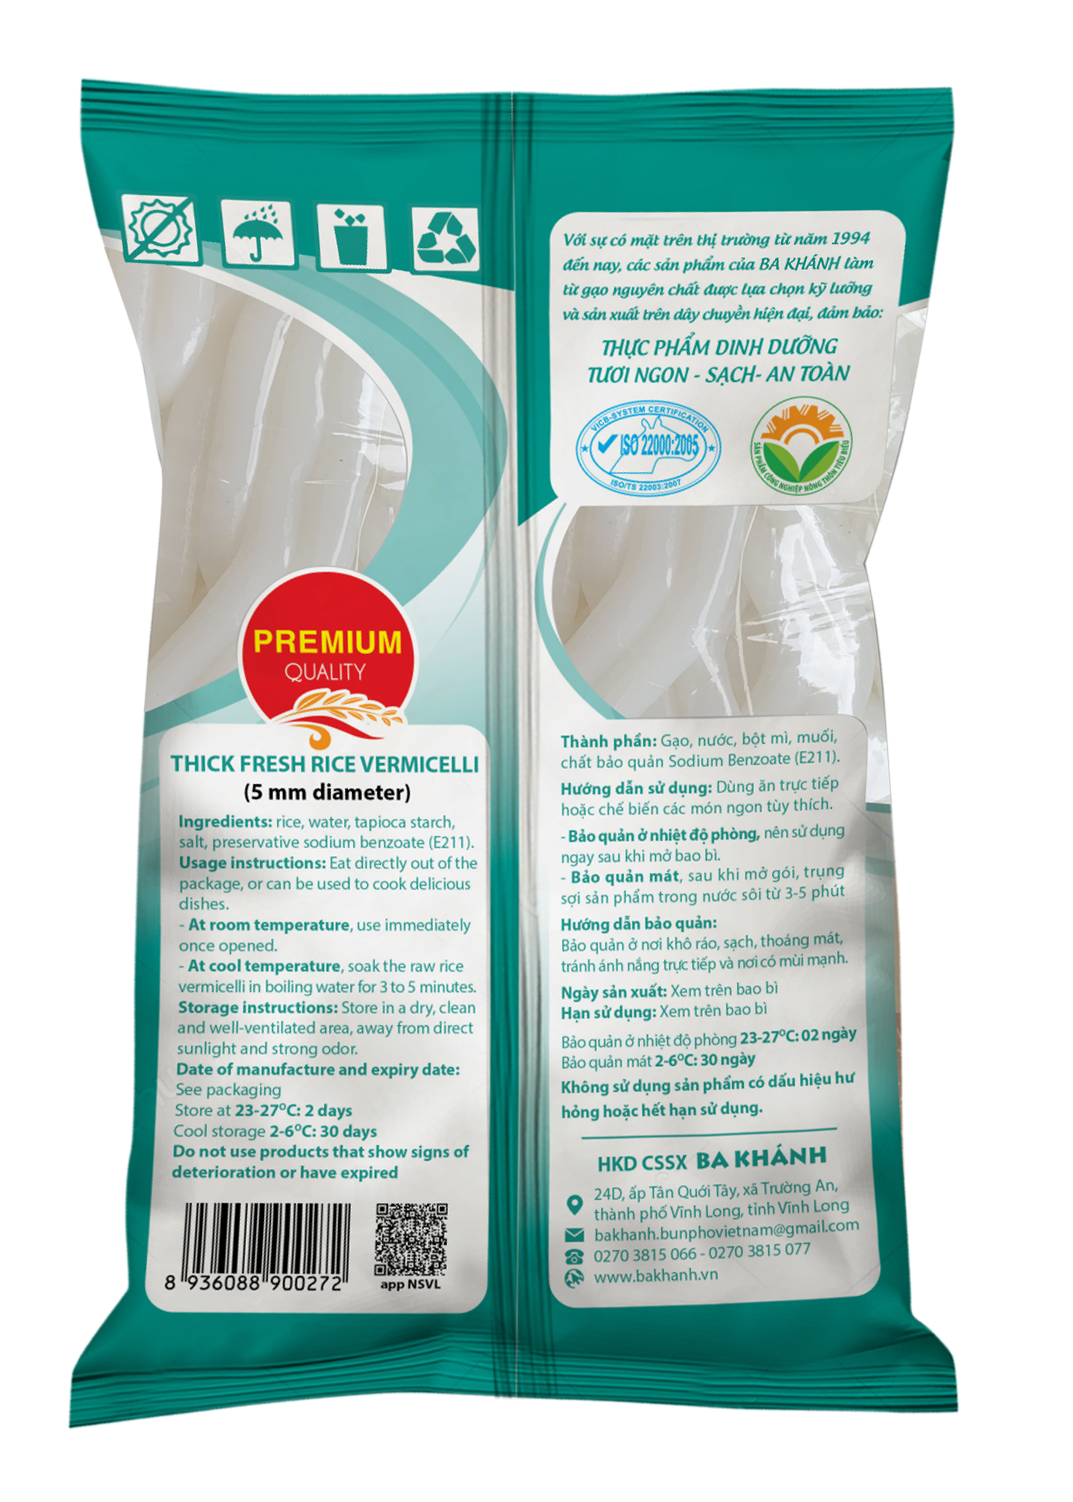 PREMIUM
QUALITY
THICK FRESH RICE VERMICELLI
(5 mm diameter)
Ingredients: rice, water, tapioca starch,
salt, preservative sodium benzoate (E211).
Usage instructions: Eat directly out of the
package, or can be used to cook delicious
dishes.
- At room temperature, use immediately
once opened.
- At cool temperature, soak the raw rice
vermicelli in boiling water for 3 to 5 minutes.
Storage instructions: Store in a dry, clean
and well-ventilated area, away from direct
sunlight and strong odor.
Date of manufacture and expiry date:
See packaging
Store at 23-27ºC: 2 days
Cool storage 2-6ºC: 30 days
Do not use products that show signs of
deterioration or have expired
8 936088 900272
app NSVL
Với sự có mặt trên thị trường từ năm 1994
đến nay, các sản phẩm của BA KHÁNH làm
từ gạo nguyên chất được lựa chọn kỹ lưỡng
và sản xuất trên dây chuyền hiện đại, đảm bảo:
THỰC PHẨM DINH DƯỠNG
TƯƠI NGON - SẠCH- AN TOÀN
VICB-SYSTEM CERTIFICATION
ISO 22000:2005
ISO/TS 22003:2007
SẢN PHẨM CÔNG NGHIỆP NÔNG THÔN TIÊU BIỂU
Thành phần: Gạo, nước, bột mì, muối,
chất bảo quản Sodium Benzoate (E211).
Hướng dẫn sử dụng: Dùng ăn trực tiếp
hoặc chế biến các món ngon tùy thích.
- Bảo quản ở nhiệt độ phòng, nên sử dụng
ngay sau khi mở bao bì.
- Bảo quản mát, sau khi mở gói, trụng
sợi sản phẩm trong nước sôi từ 3-5 phút
Hướng dẫn bảo quản:
Bảo quản ở nơi khô ráo, sạch, thoáng mát,
tránh ánh nắng trực tiếp và nơi có mùi mạnh.
Ngày sản xuất: Xem trên bao bì
Hạn sử dụng: Xem trên bao bì
Bảo quản ở nhiệt độ phòng 23-27ºC: 02 ngày
Bảo quản mát 2-6ºC: 30 ngày
Không sử dụng sản phẩm có dấu hiệu hư
hỏng hoặc hết hạn sử dụng.
HKD CSSX BA KHÁNH
24D, ấp Tân Quới Tây, xã Trường An,
thành phố Vĩnh Long, tỉnh Vĩnh Long
bakhanh.bunphovietnam@gmail.com
0270 3815 066 - 0270 3815 077
www.bakhanh.vn